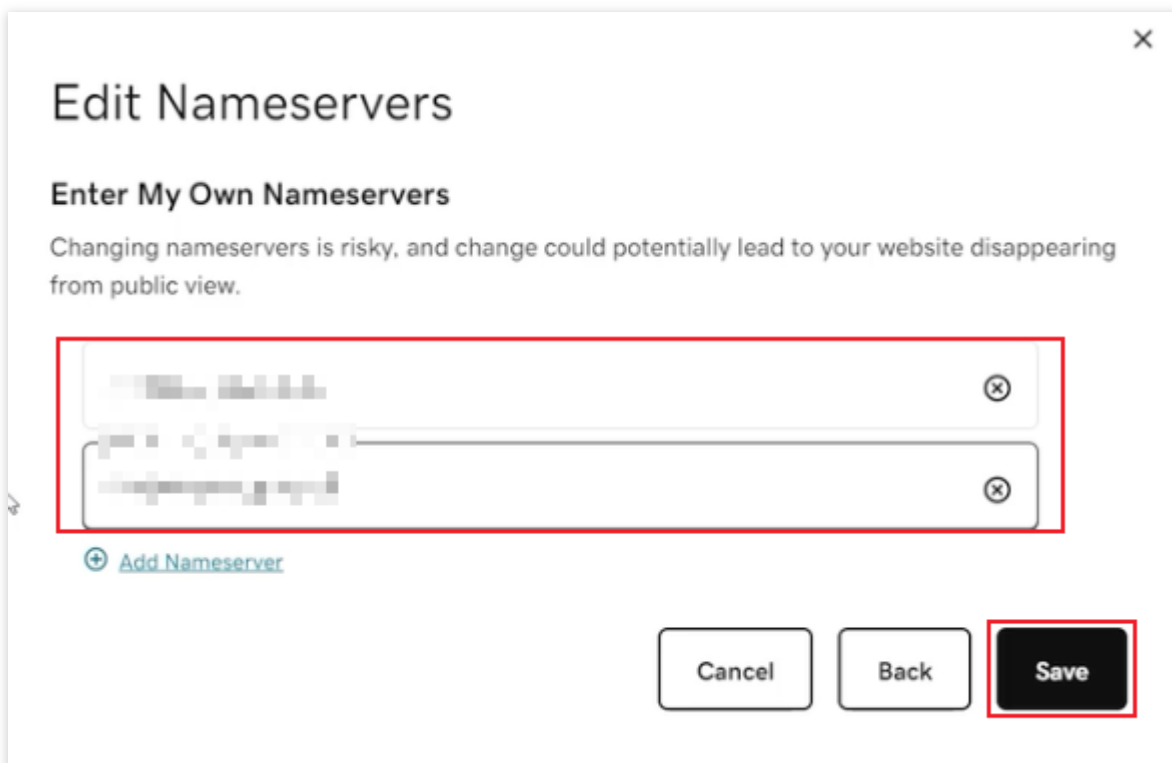 Edit Nameservers
Enter My Own Nameservers
Changing nameservers is risky, and change could potentially lead to your website disappearing
from public view.
Add Nameserver
Cancel
Back
Save